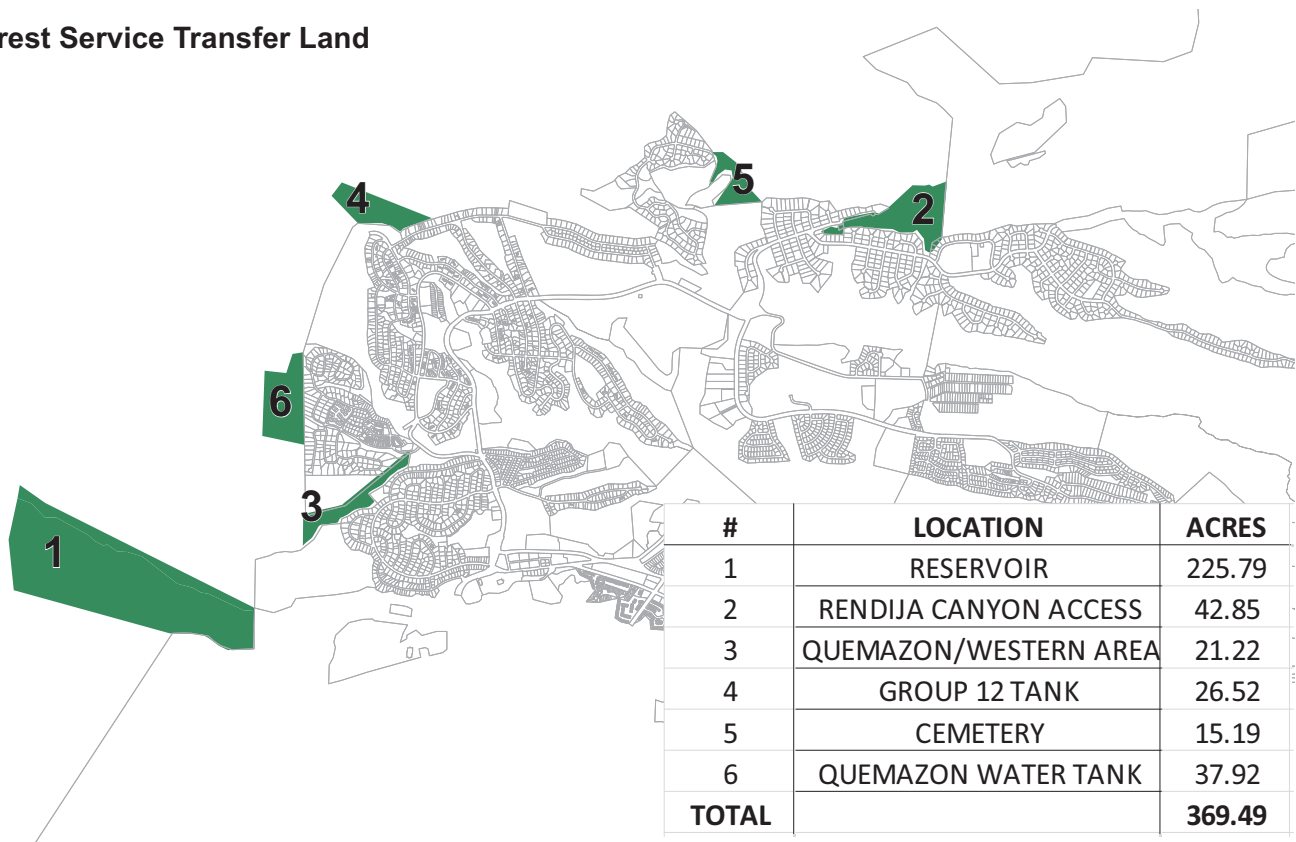 rest Service Transfer Land
4
5
2
6
3
1
# LOCATION ACRES
1 RESERVOIR 225.79
2 RENDIJA CANYON ACCESS 42.85
3 QUEMAZON/WESTERN AREA 21.22
4 GROUP 12 TANK 26.52
5 CEMETERY 15.19
6 QUEMAZON WATER TANK 37.92
TOTAL 369.49